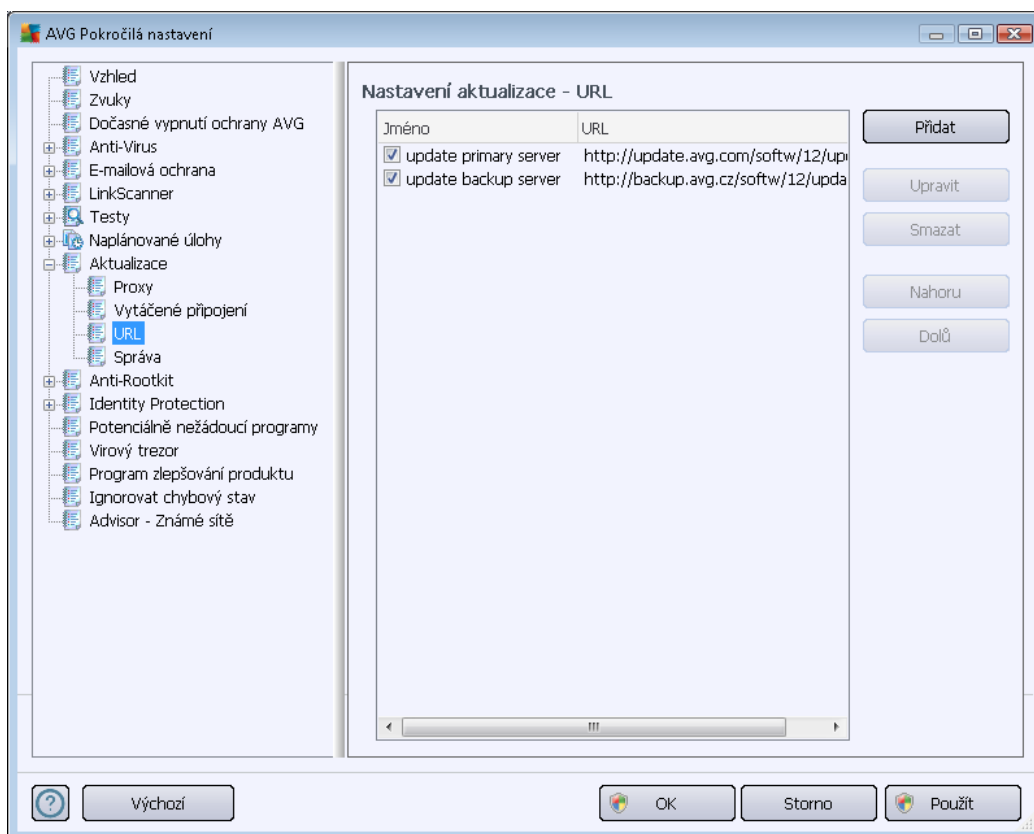 AVG Pokročilá nastavení
Vzhled
Zvuky
Dočasné vypnutí ochrany AVG
Anti-Virus
E-mailová ochrana
LinkScanner
Testy
Naplánované úlohy
Aktualizace
Proxy
Vytáčené připojení
URL
Správa
Anti-Rootkit
Identity Protection
Potenciálně nežádoucí programy
Virový trezor
Program zlepšování produktu
Ignorovat chybový stav
Advisor - Známé sítě
Nastavení aktualizace - URL
Jméno URL
update primary server http://update.avg.com/softw/12/up
update backup server http://backup.avg.cz/softw/12/upda
Přidat
Upravit
Smazat
Nahoru
Dolů
Výchozí
OK
Storno
Použít